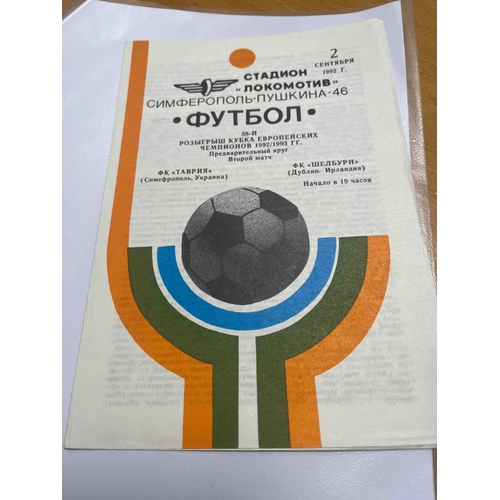 2
СЕНТЯБРЯ
1992 Г.
СТАДИОН
"ЛОКОМОТИВ"
СИМФЕРОПОЛЬ·ПУШКИНА·46
•ФУТБОЛ•
38-Й
РОЗЫГРЫШ КУБКА ЕВРОПЕЙСКИХ
ЧЕМПИОНОВ 1992/1993 ГГ.
Предварительный круг
Второй матч
ФК «ТАВРИЯ»
(Симферополь, Украина)
ФК «ШЕЛБУРН»
(Дублин, Ирландия)
Начало в 19 часов